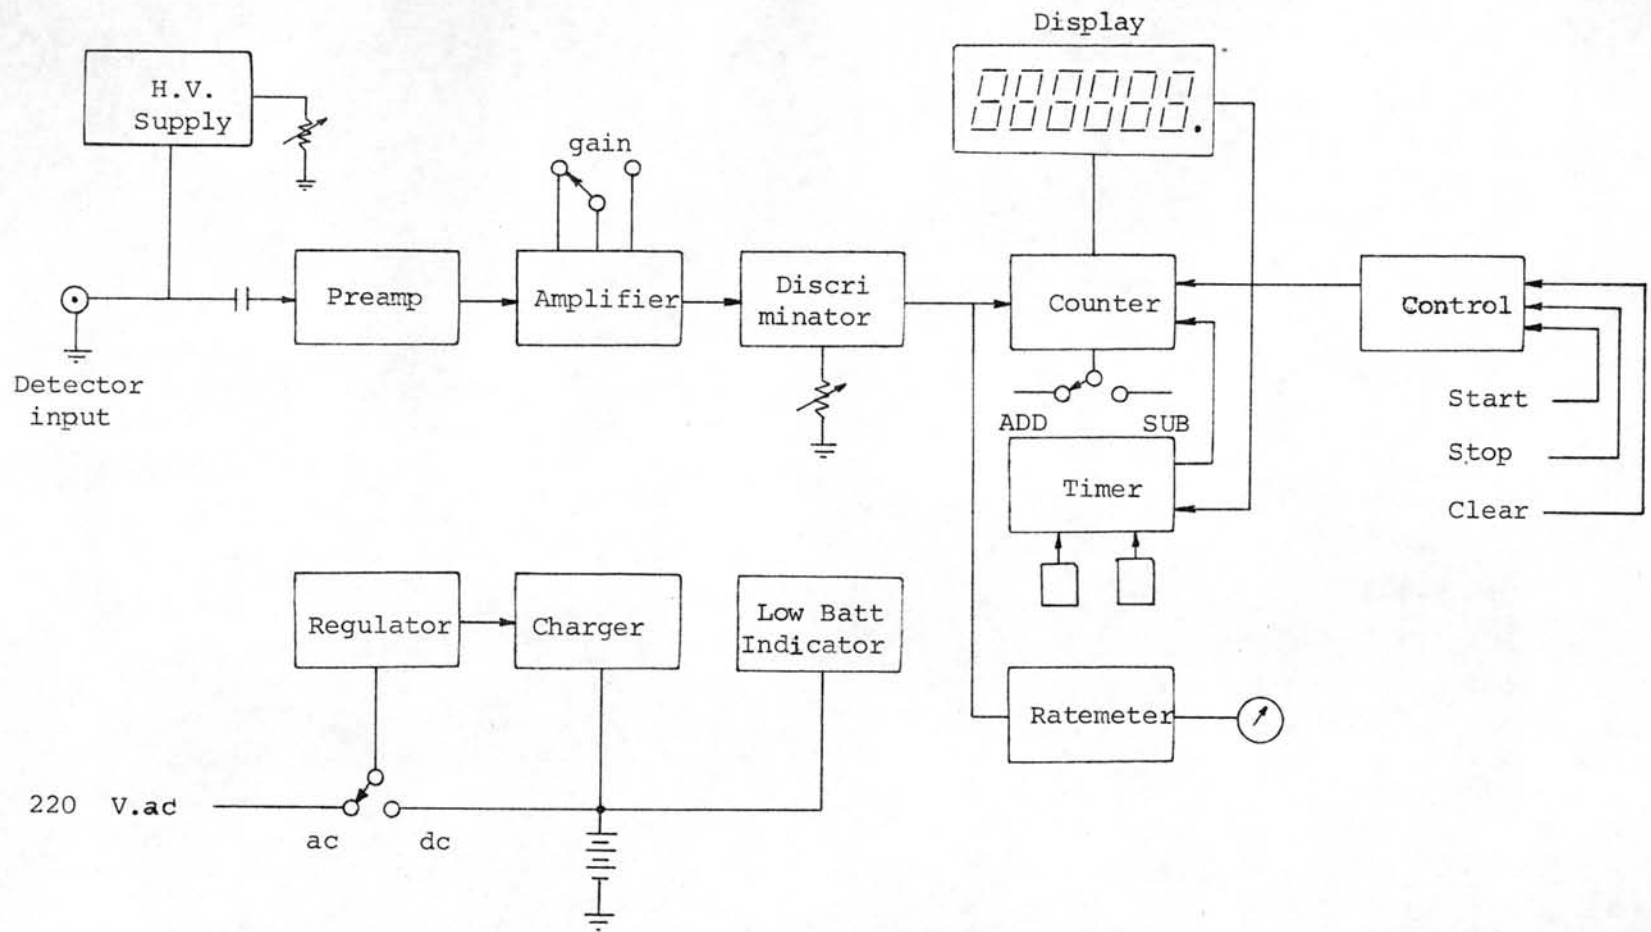 Display
H.V.
Supply
gain
Preamp
Amplifier
Discri
minator
Counter
Control
Detector
input
ADD
SUB
Start
Stop
Clear
Timer
Regulator
Charger
Low Batt
Indicator
Ratemeter
220 V.ac
ac
dc